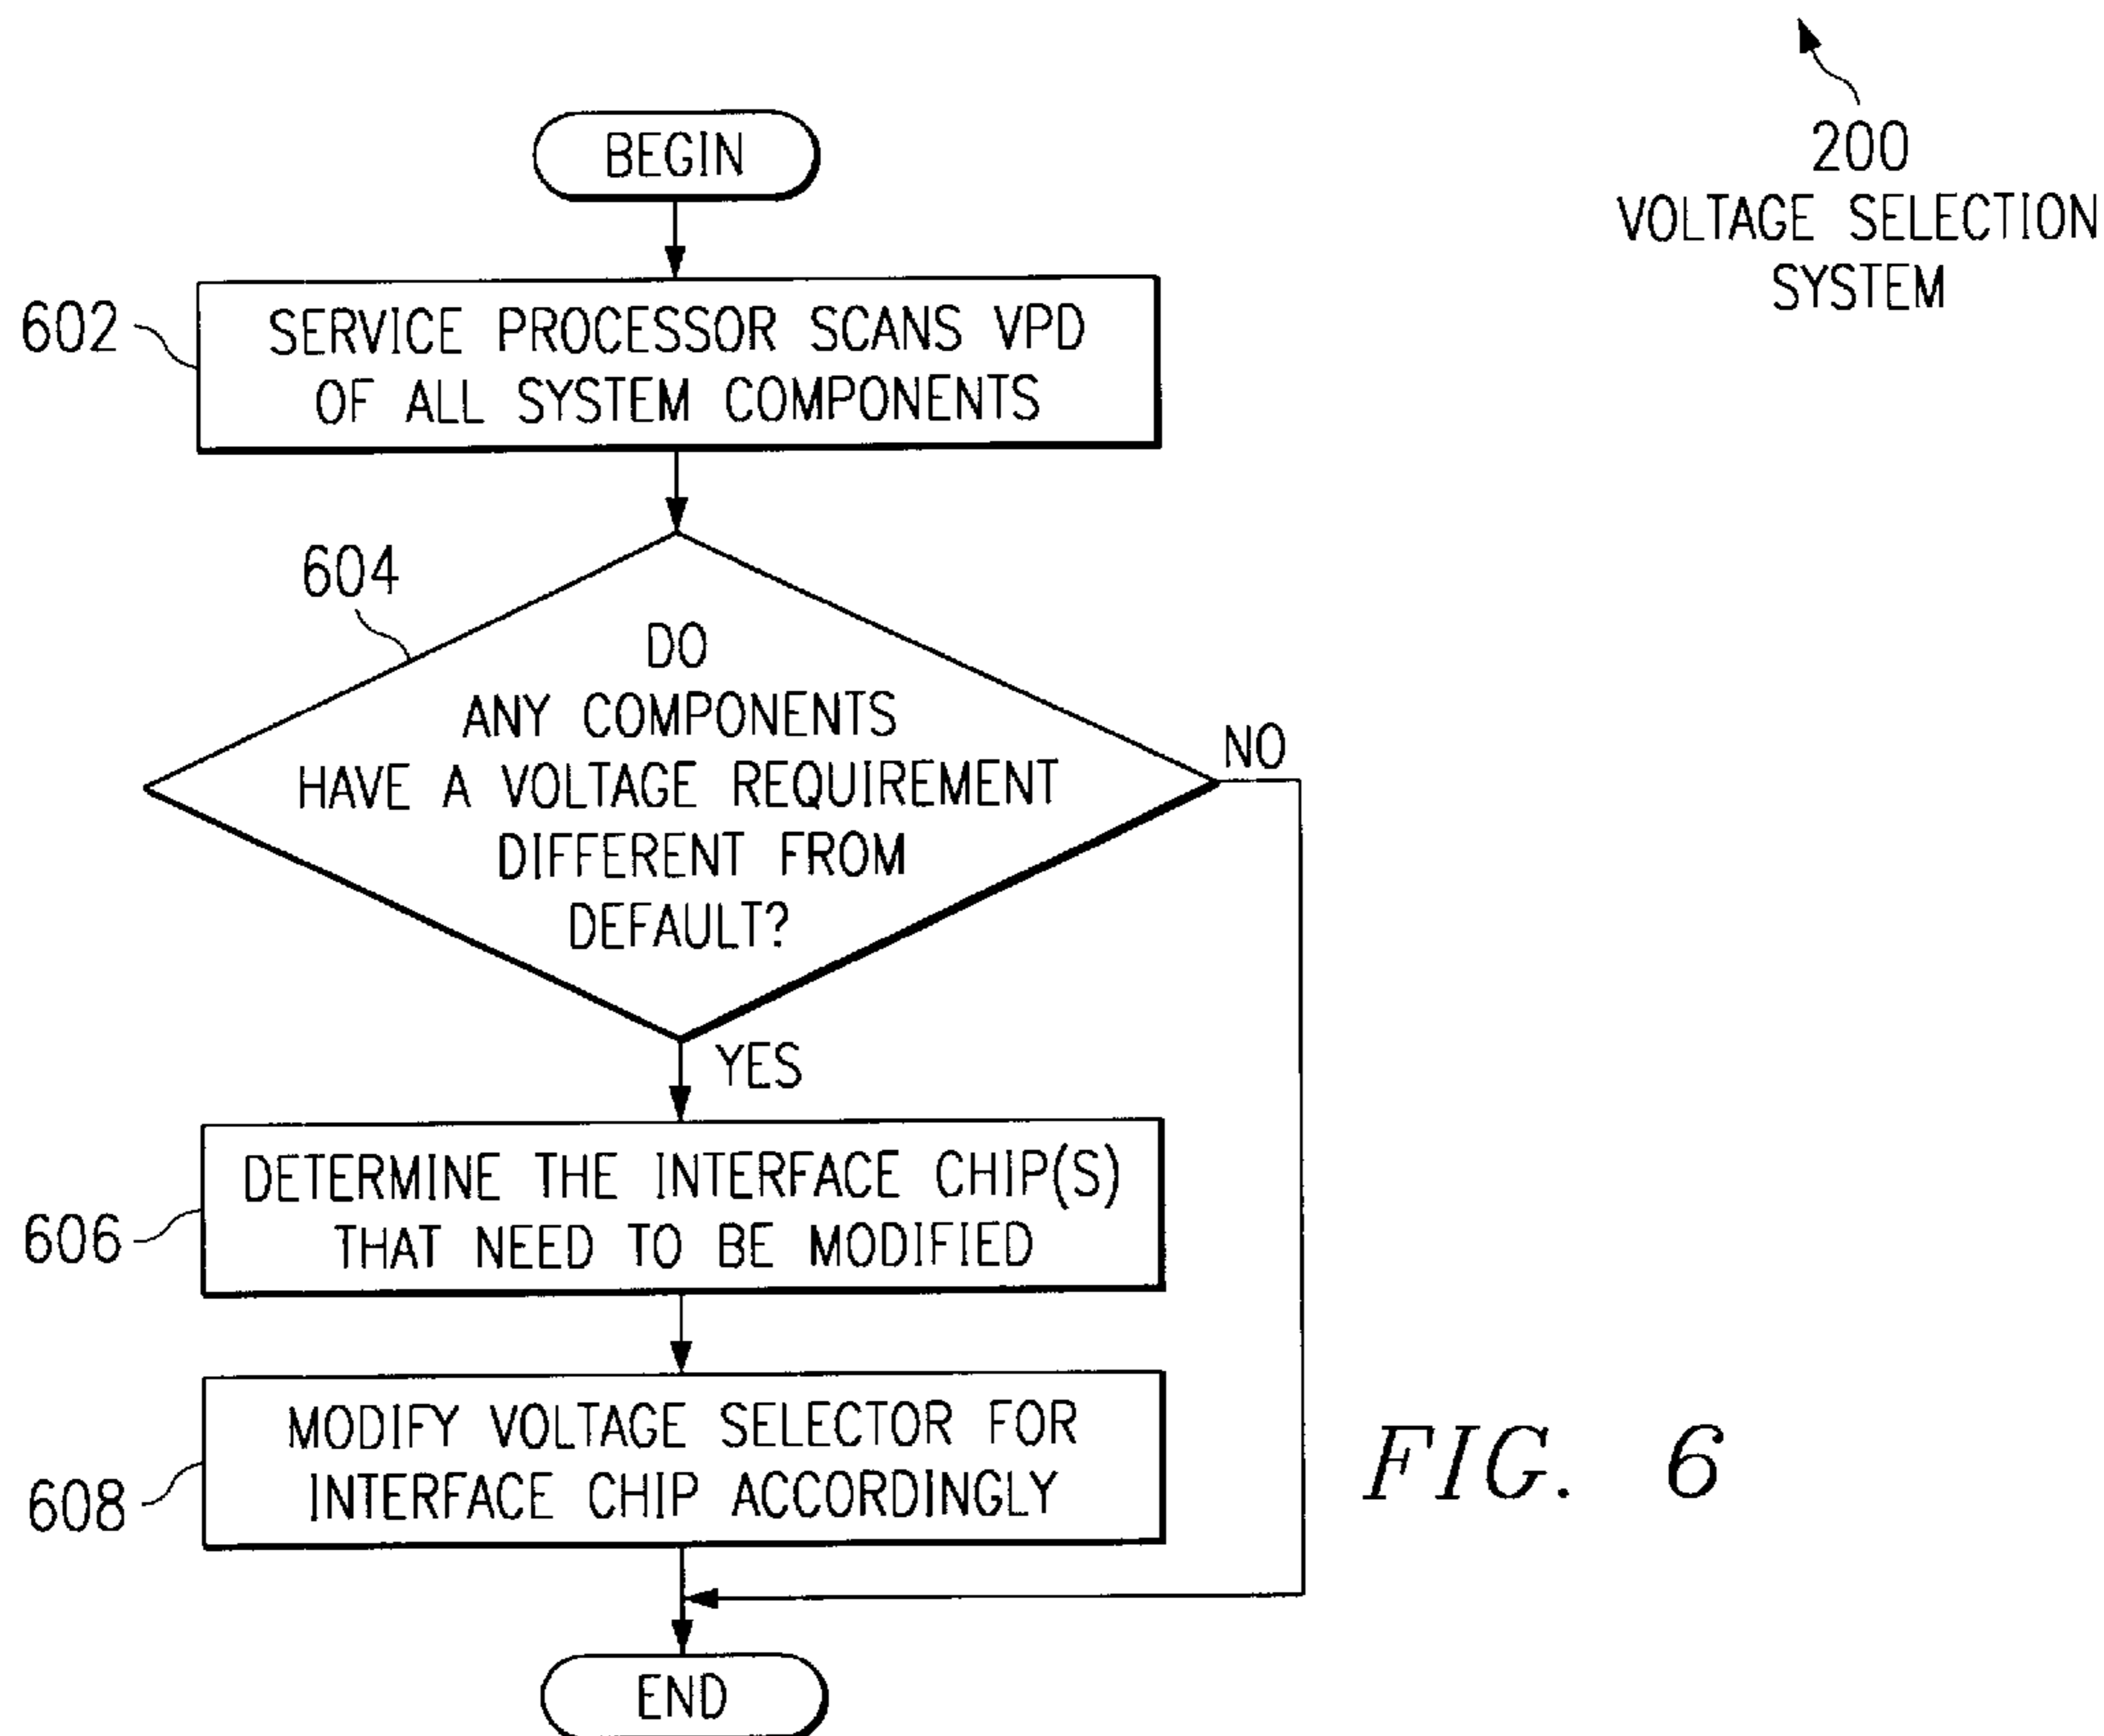 BEGIN
200
VOLTAGE SELECTION
SYSTEM
602
SERVICE PROCESSOR SCANS VPD
OF ALL SYSTEM COMPONENTS
604
DO
ANY COMPONENTS
HAVE A VOLTAGE REQUIREMENT
DIFFERENT FROM
DEFAULT?
NO
YES
606
DETERMINE THE INTERFACE CHIP(S)
THAT NEED TO BE MODIFIED
608
MODIFY VOLTAGE SELECTOR FOR
INTERFACE CHIP ACCORDINGLY
FIG. 6
END